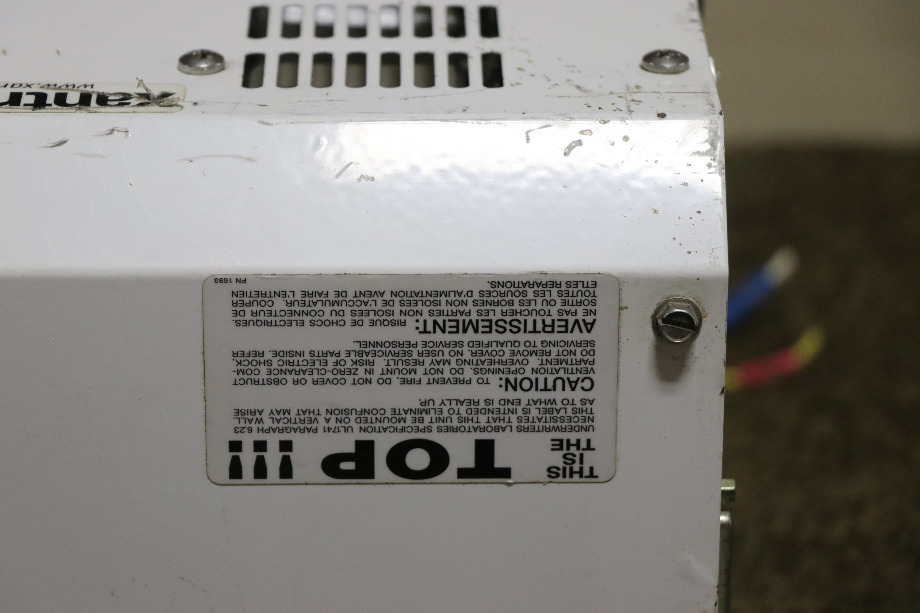 THIS
IS
THE
TOP!!!
UNDERWRITERS LABORATORIES SPECIFICATION UL1741 PARAGRAPH 6.23
NECESSITATES THAT THIS UNIT BE MOUNTED ON A VERTICAL WALL.
THIS LABEL IS INTENDED TO ELIMINATE CONFUSION THAT MAY ARISE
AS TO WHAT END IS REALLY UP.
CAUTION: TO PREVENT FIRE, DO NOT COVER OR OBSTRUCT
VENTILATION OPENINGS. DO NOT MOUNT IN ZERO-CLEARANCE COM-
PARTMENT. OVERHEATING MAY RESULT. RISK OF ELECTRIC SHOCK.
DO NOT REMOVE COVER. NO USER SERVICEABLE PARTS INSIDE. REFER
SERVICING TO QUALIFIED SERVICE PERSONNEL.
AVERTISSEMENT: RISQUE DE CHOCS ELECTRIQUES.
NE PAS TOUCHER LES PARTIES NON ISOLEES DU CONNECTEUR DE
SORTIE OU LES BORNES NON ISOLEES DE L'ACCUMULATEUR. COUPER
TOUTES LES SOURCES D'ALIMENTATION AVENT DE FAIRE L'ENTRETIEN
ETLES REPARATIONS.
PN 1693
xantr
www.xan